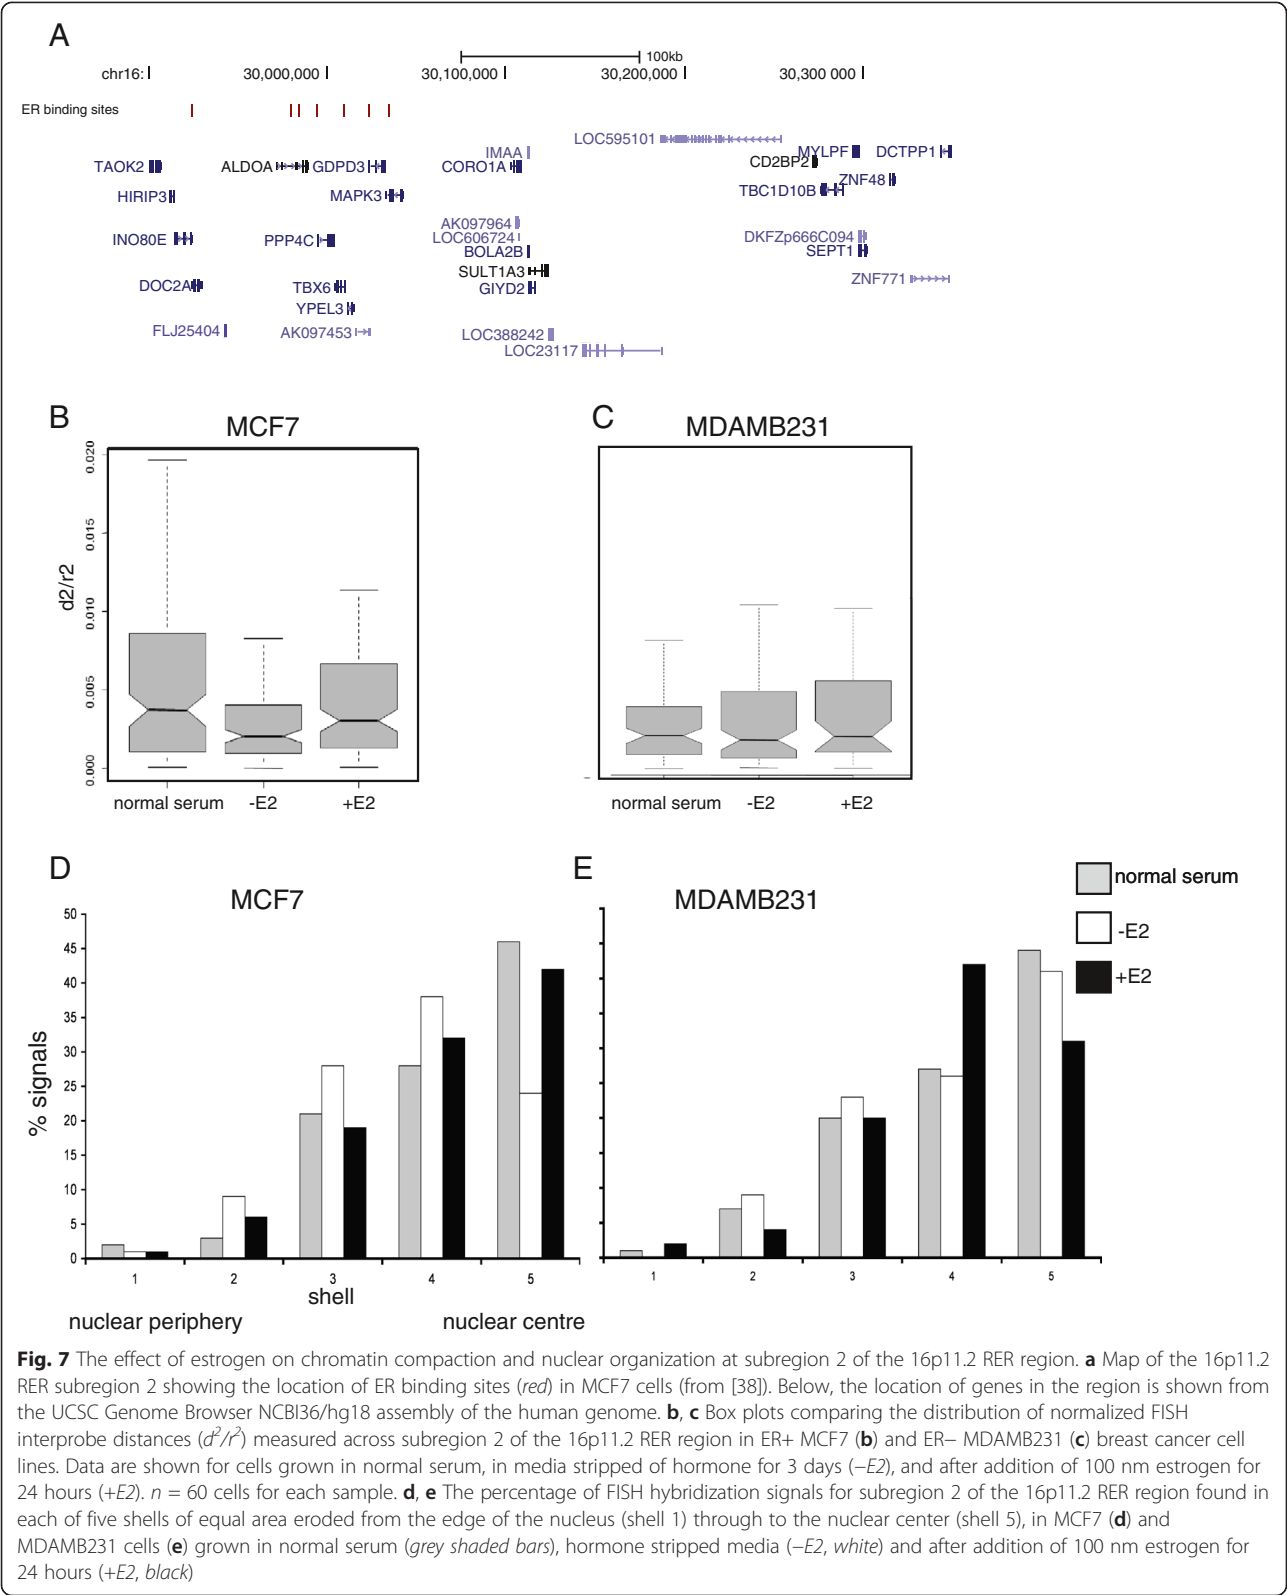 A
100kb
chr16: 30,000,000 30,100,000 30,200,000 30,300 000
ER binding sites
LOC595101
IMAA MYLPF DCTPP1
CD2BP2
TAOK2 ALDOA GDPD3 CORO1A
ZNF48
TBC1D10B
HIRIP3 MAPK3
AK097964
INO80E PPP4C LOC606724 DKFZp666C094
BOLA2B SEPT1
SULT1A3
DOC2A TBX6 GIYD2 ZNF771
YPEL3
FLJ25404 AK097453 LOC388242
LOC23117
B
MCF7
d2/r2
0.020
0.015
0.010
0.005
0.000
normal serum -E2 +E2
C
MDAMB231
normal serum -E2 +E2
D
MCF7
% signals
50
45
40
35
30
25
20
15
10
5
0
1 2 3 4 5
shell
nuclear periphery nuclear centre
E
MDAMB231
1 2 3 4 5
normal serum
-E2
+E2
Fig. 7 The effect of estrogen on chromatin compaction and nuclear organization at subregion 2 of the 16p11.2 RER region. a Map of the 16p11.2
RER subregion 2 showing the location of ER binding sites (red) in MCF7 cells (from [38]). Below, the location of genes in the region is shown from
the UCSC Genome Browser NCBI36/hg18 assembly of the human genome. b, c Box plots comparing the distribution of normalized FISH
interprobe distances (d²/r²) measured across subregion 2 of the 16p11.2 RER region in ER+ MCF7 (b) and ER− MDAMB231 (c) breast cancer cell
lines. Data are shown for cells grown in normal serum, in media stripped of hormone for 3 days (−E2), and after addition of 100 nm estrogen for
24 hours (+E2). n = 60 cells for each sample. d, e The percentage of FISH hybridization signals for subregion 2 of the 16p11.2 RER region found in
each of five shells of equal area eroded from the edge of the nucleus (shell 1) through to the nuclear center (shell 5), in MCF7 (d) and
MDAMB231 cells (e) grown in normal serum (grey shaded bars), hormone stripped media (−E2, white) and after addition of 100 nm estrogen for
24 hours (+E2, black)